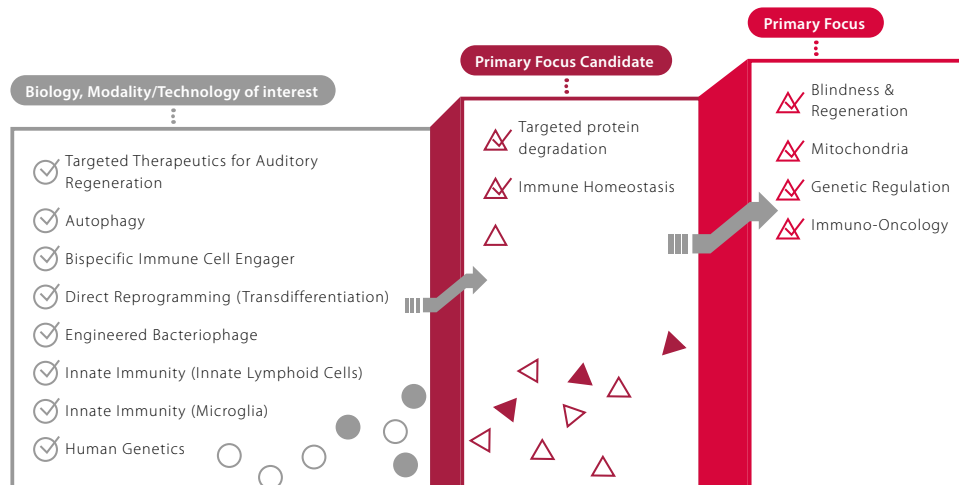 Primary Focus
Primary Focus Candidate
Biology, Modality/Technology of interest
Targeted Therapeutics for Auditory
Regeneration
Autophagy
Bispecific Immune Cell Engager
Direct Reprogramming (Transdifferentiation)
Engineered Bacteriophage
Innate Immunity (Innate Lymphoid Cells)
Innate Immunity (Microglia)
Human Genetics
Targeted protein
degradation
Immune Homeostasis
Blindness &
Regeneration
Mitochondria
Genetic Regulation
Immuno-Oncology